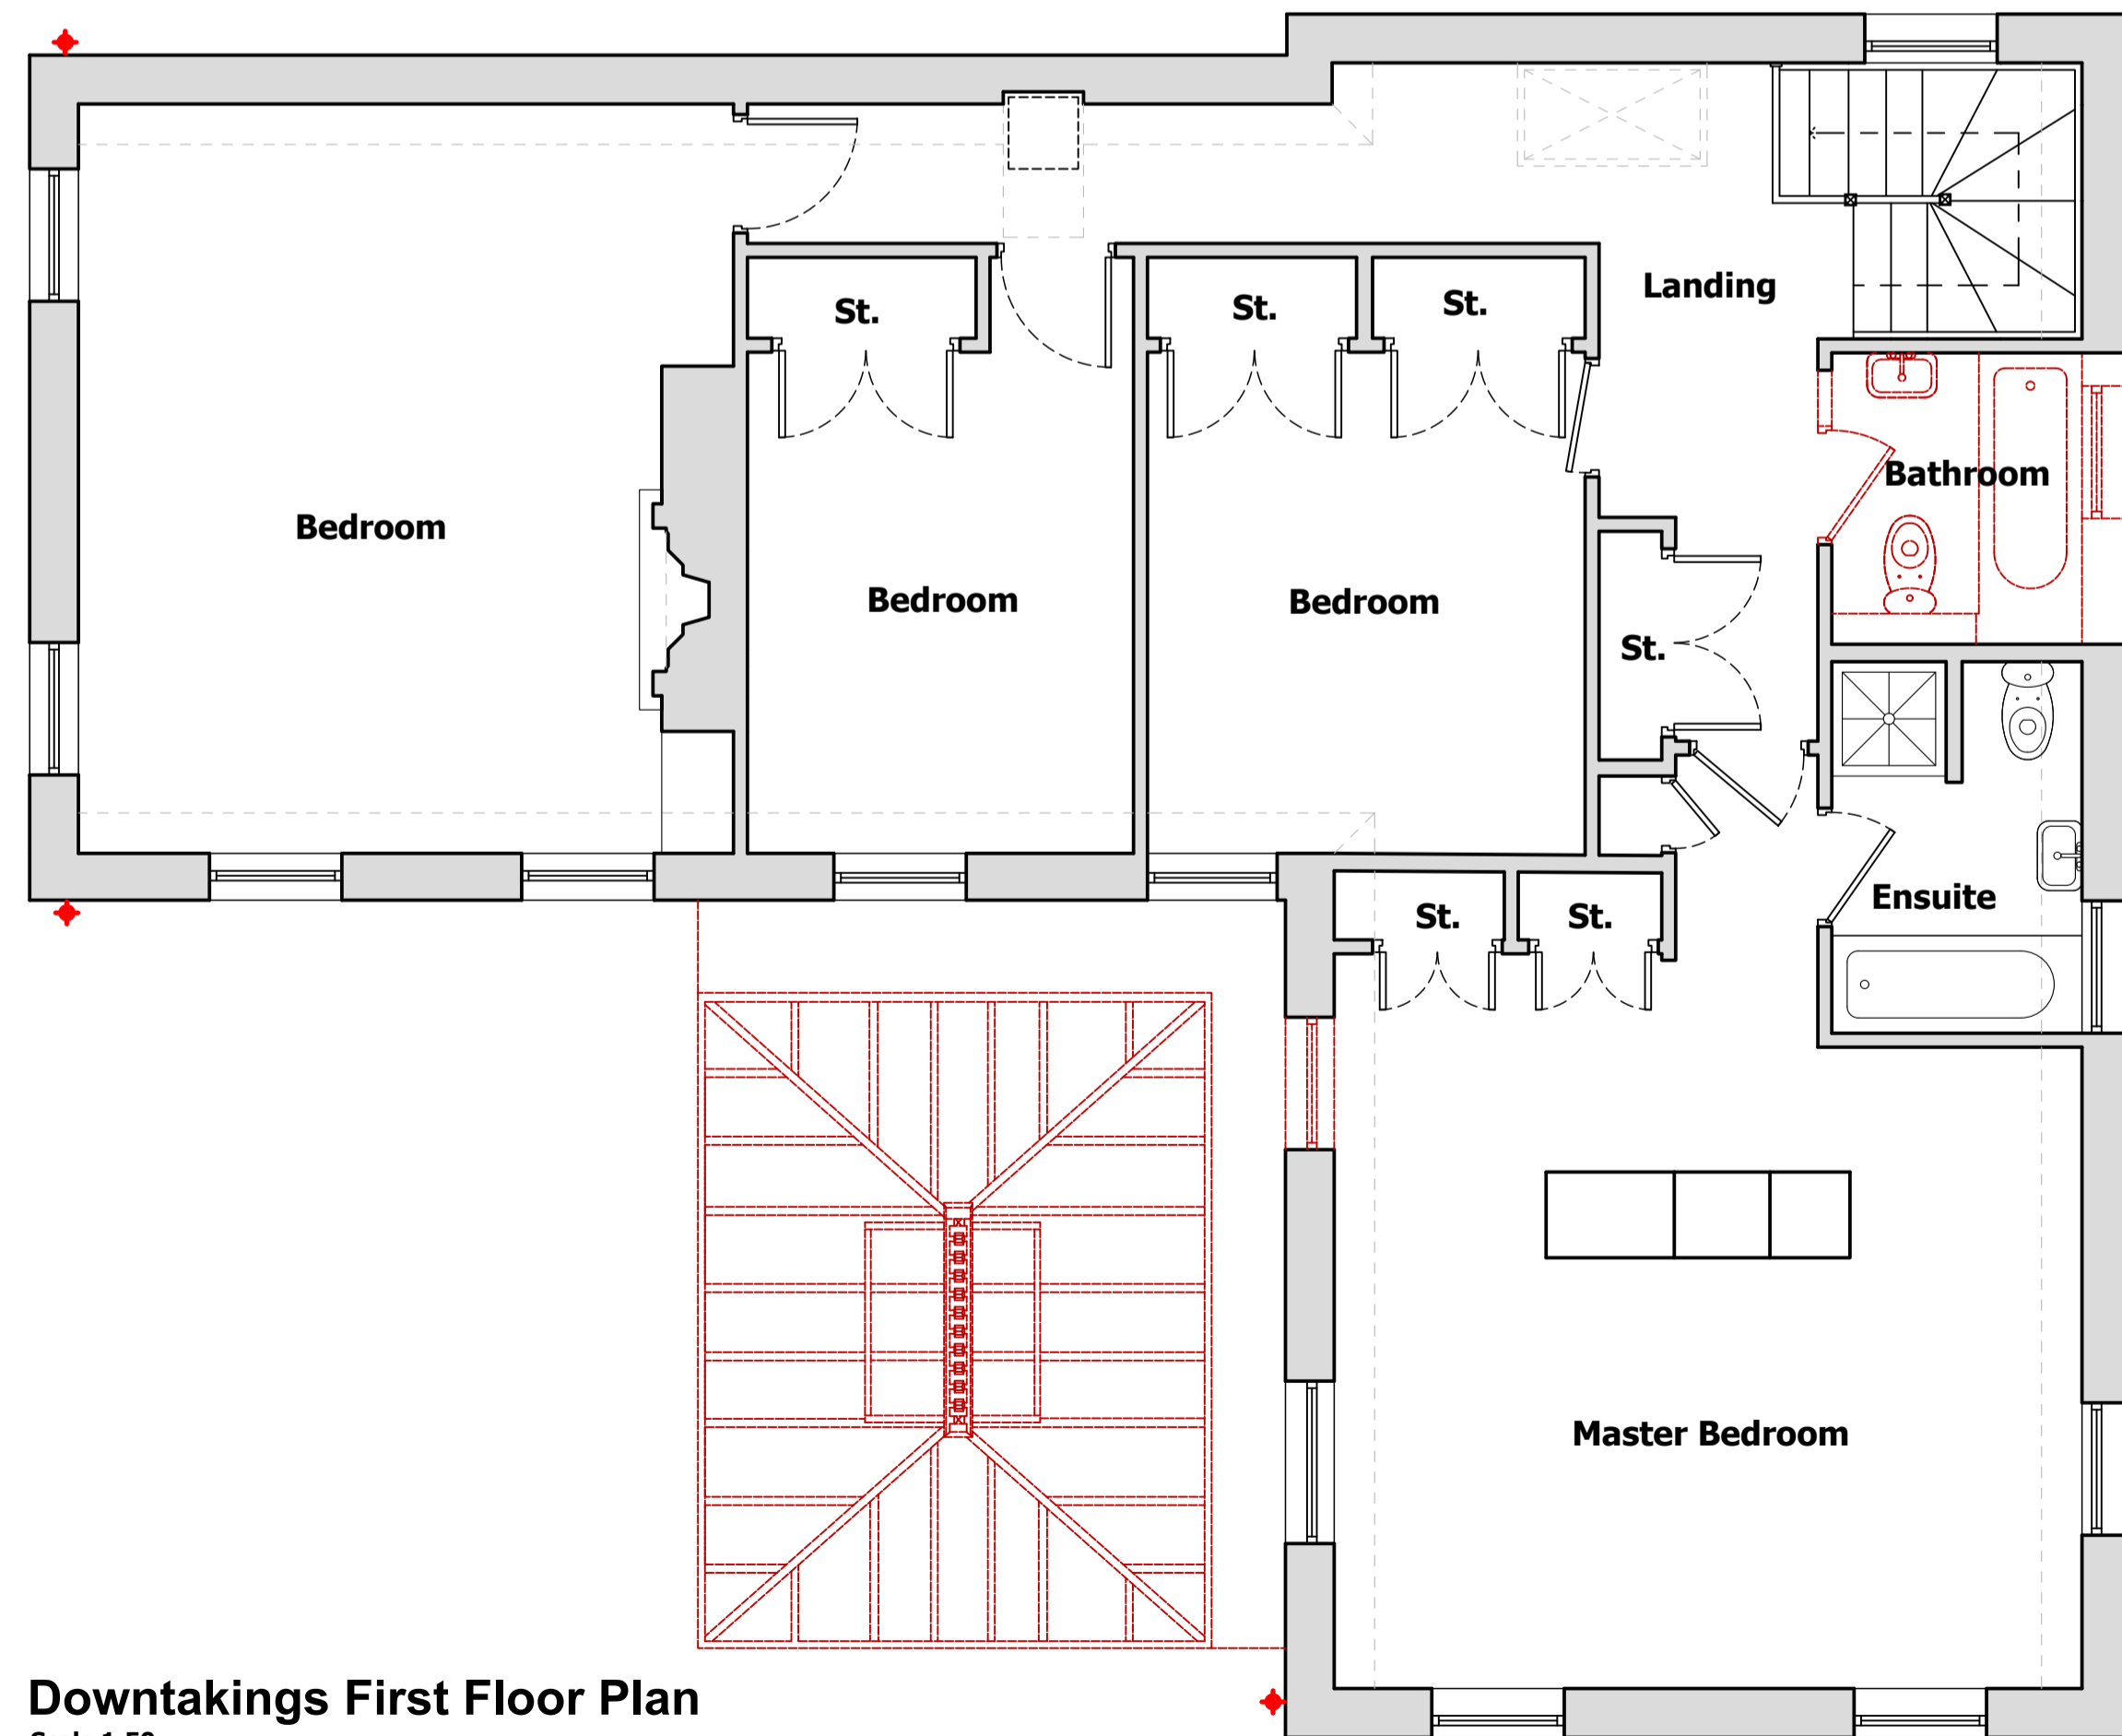 Landing
St.
St.
St.
Bathroom
Bedroom
Bedroom
Bedroom
St.
Ensuite
St.
St.
Master Bedroom
Downtakings First Floor Plan